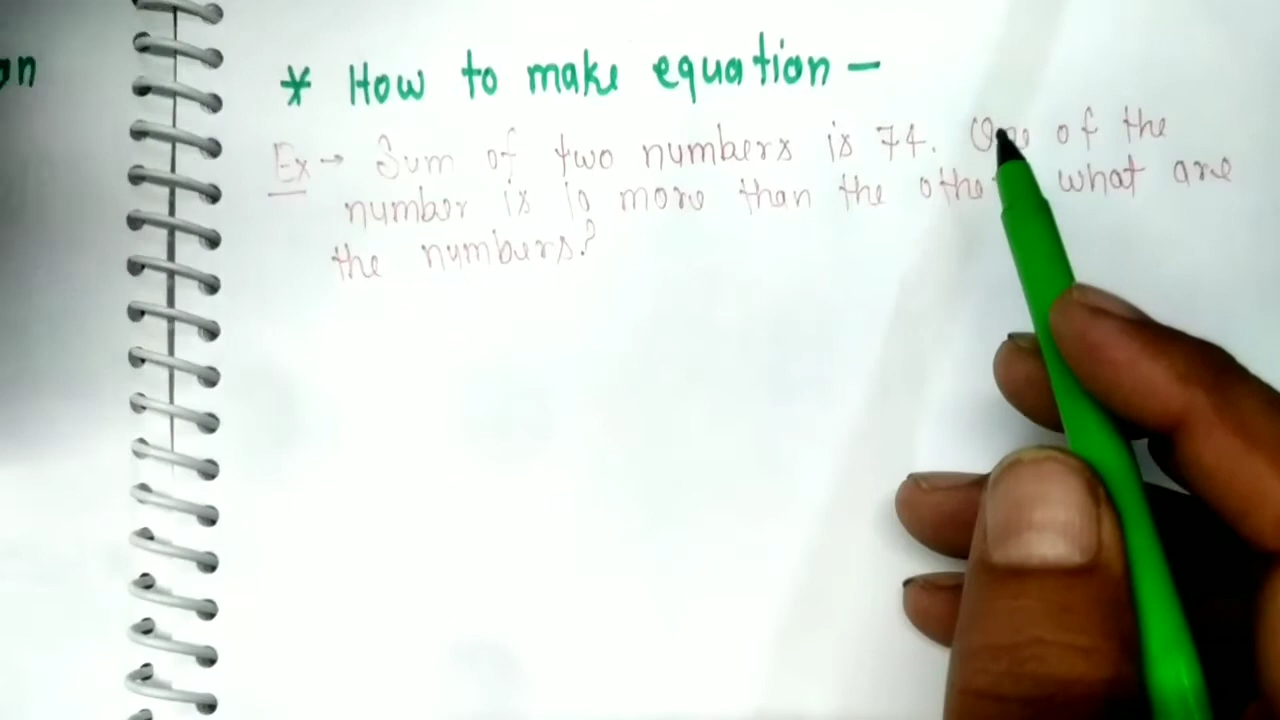 on
* How to make equation -
Ex → Sum of two numbers is 74. One of the
number is 10 more than the other what are
the numbers?